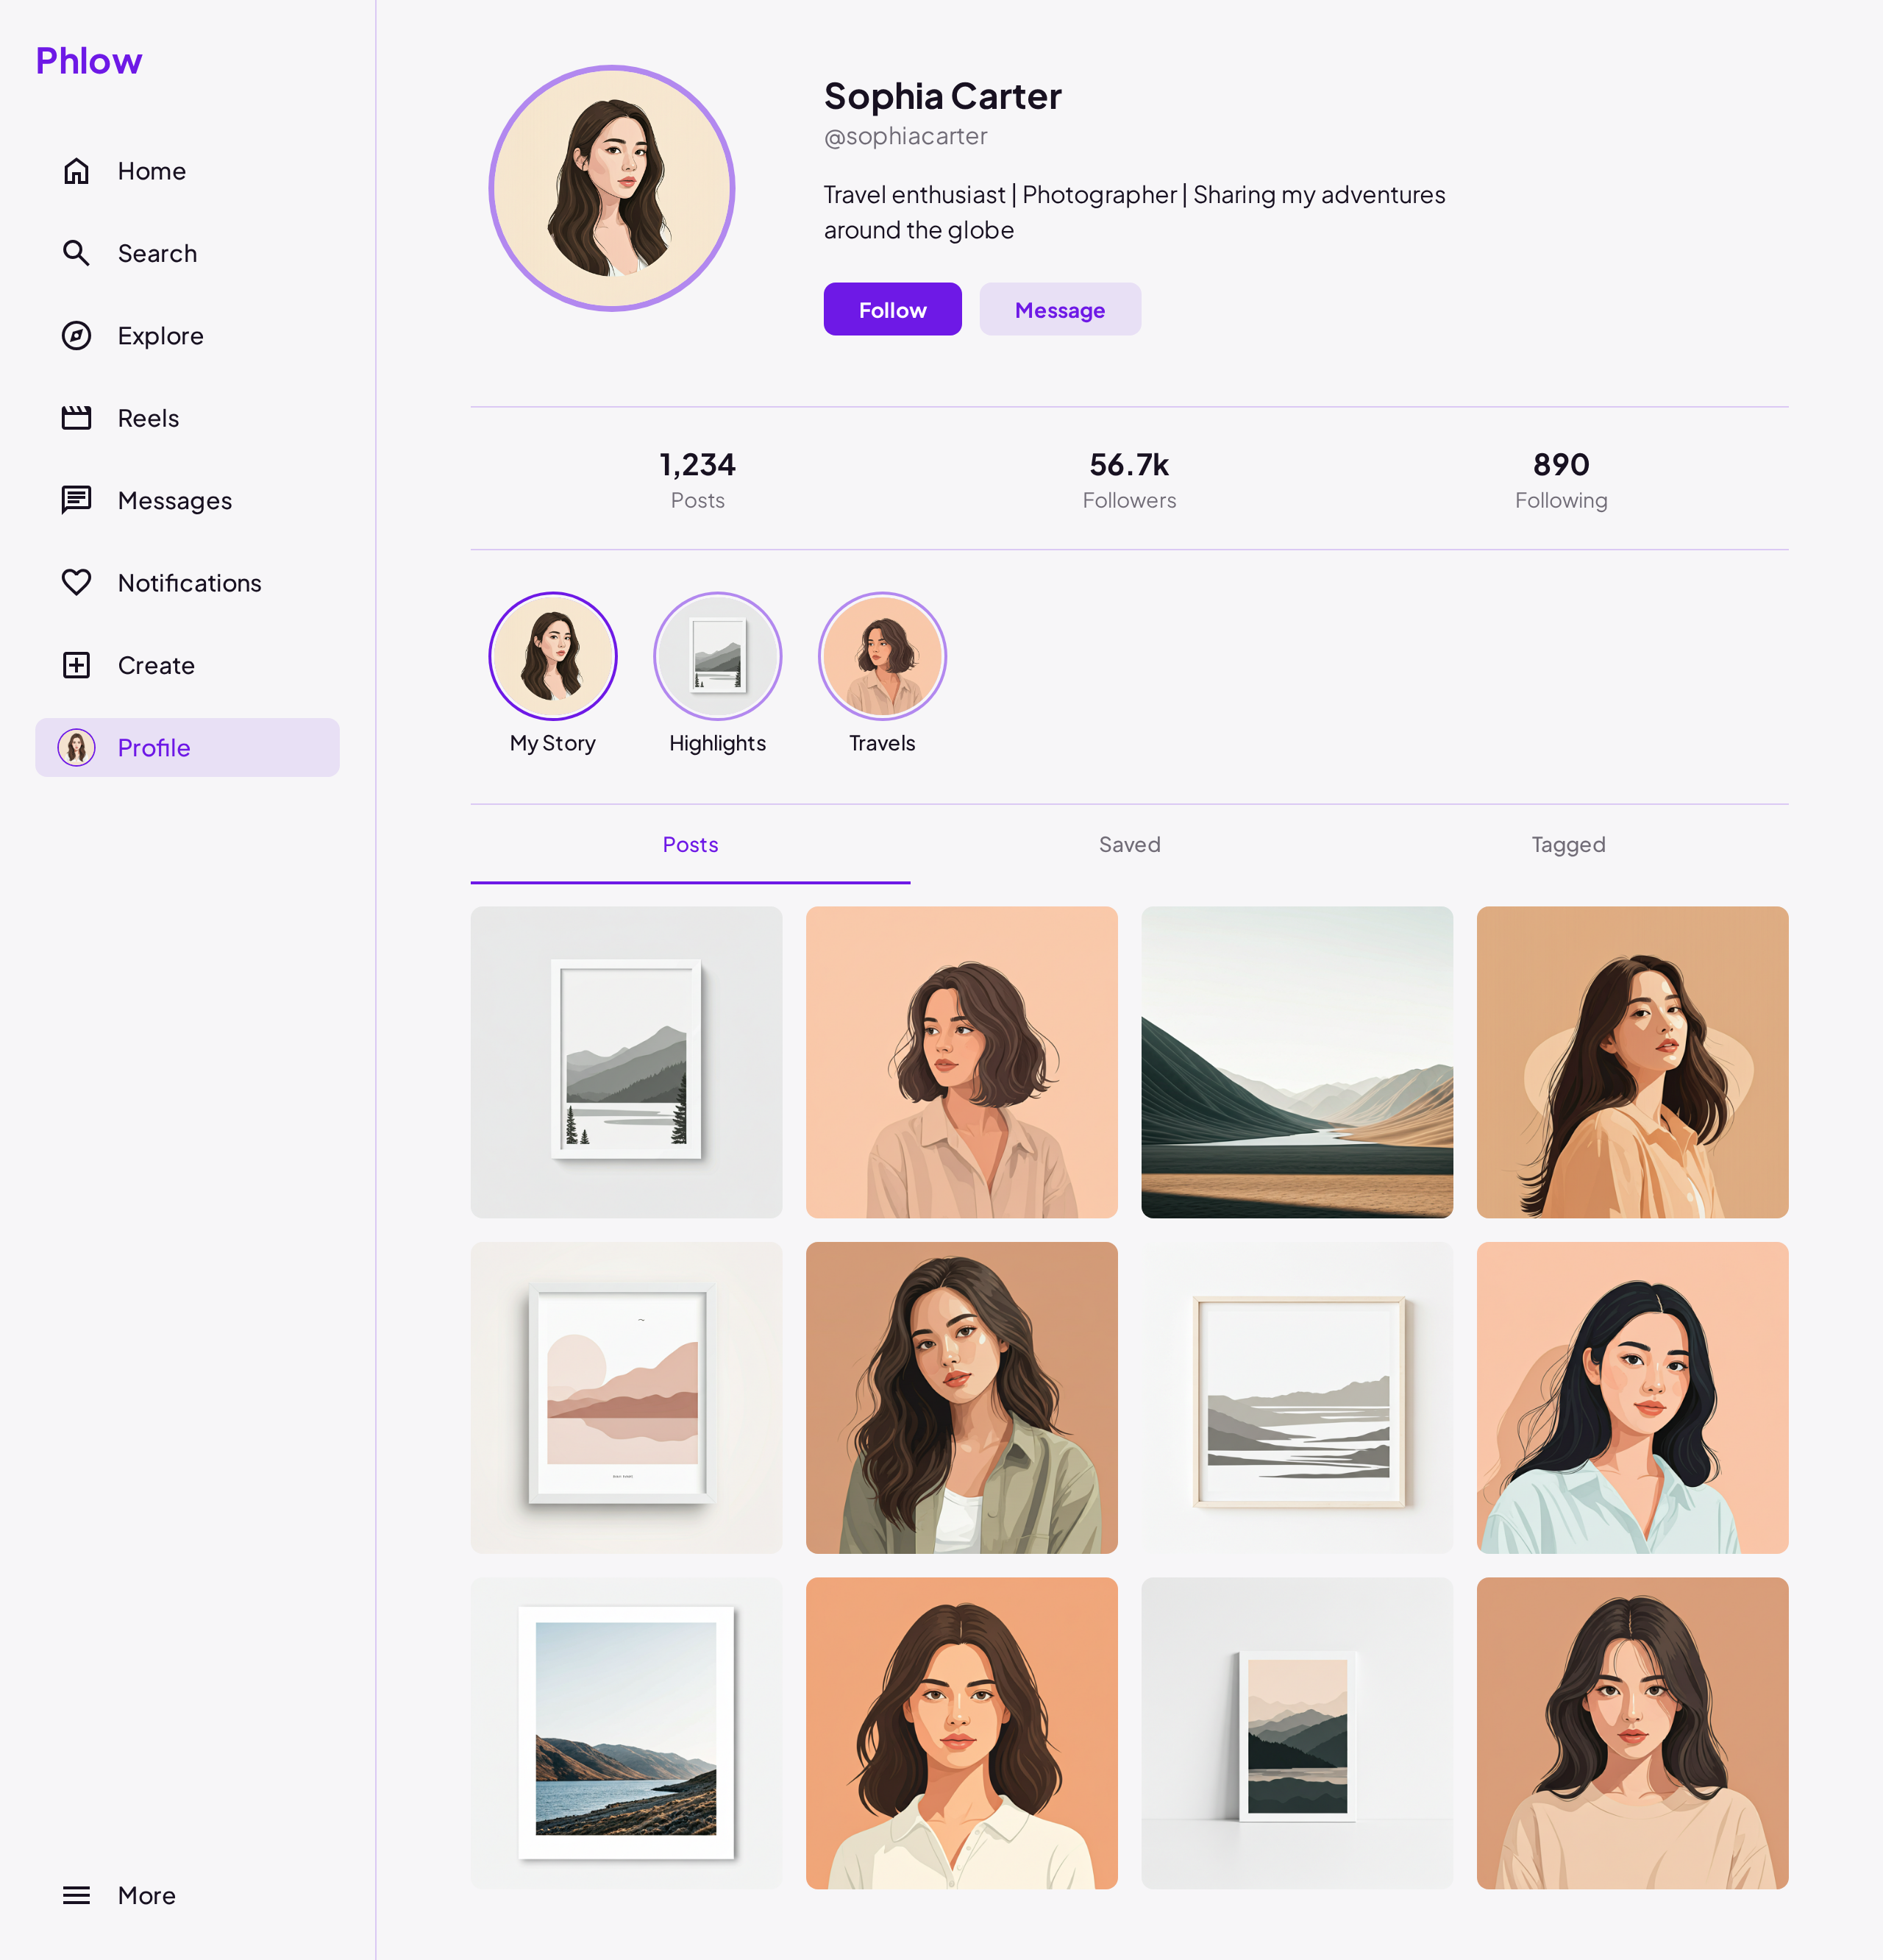 Phlow
Home
Search
Explore
Reels
Messages
Notifications
Create
Profile
More
Sophia Carter
@sophiacarter
Travel enthusiast | Photographer | Sharing my adventures
around the globe
Follow
Message
1,234
Posts
56.7k
Followers
890
Following
My Story
Highlights
Travels
Posts
Saved
Tagged